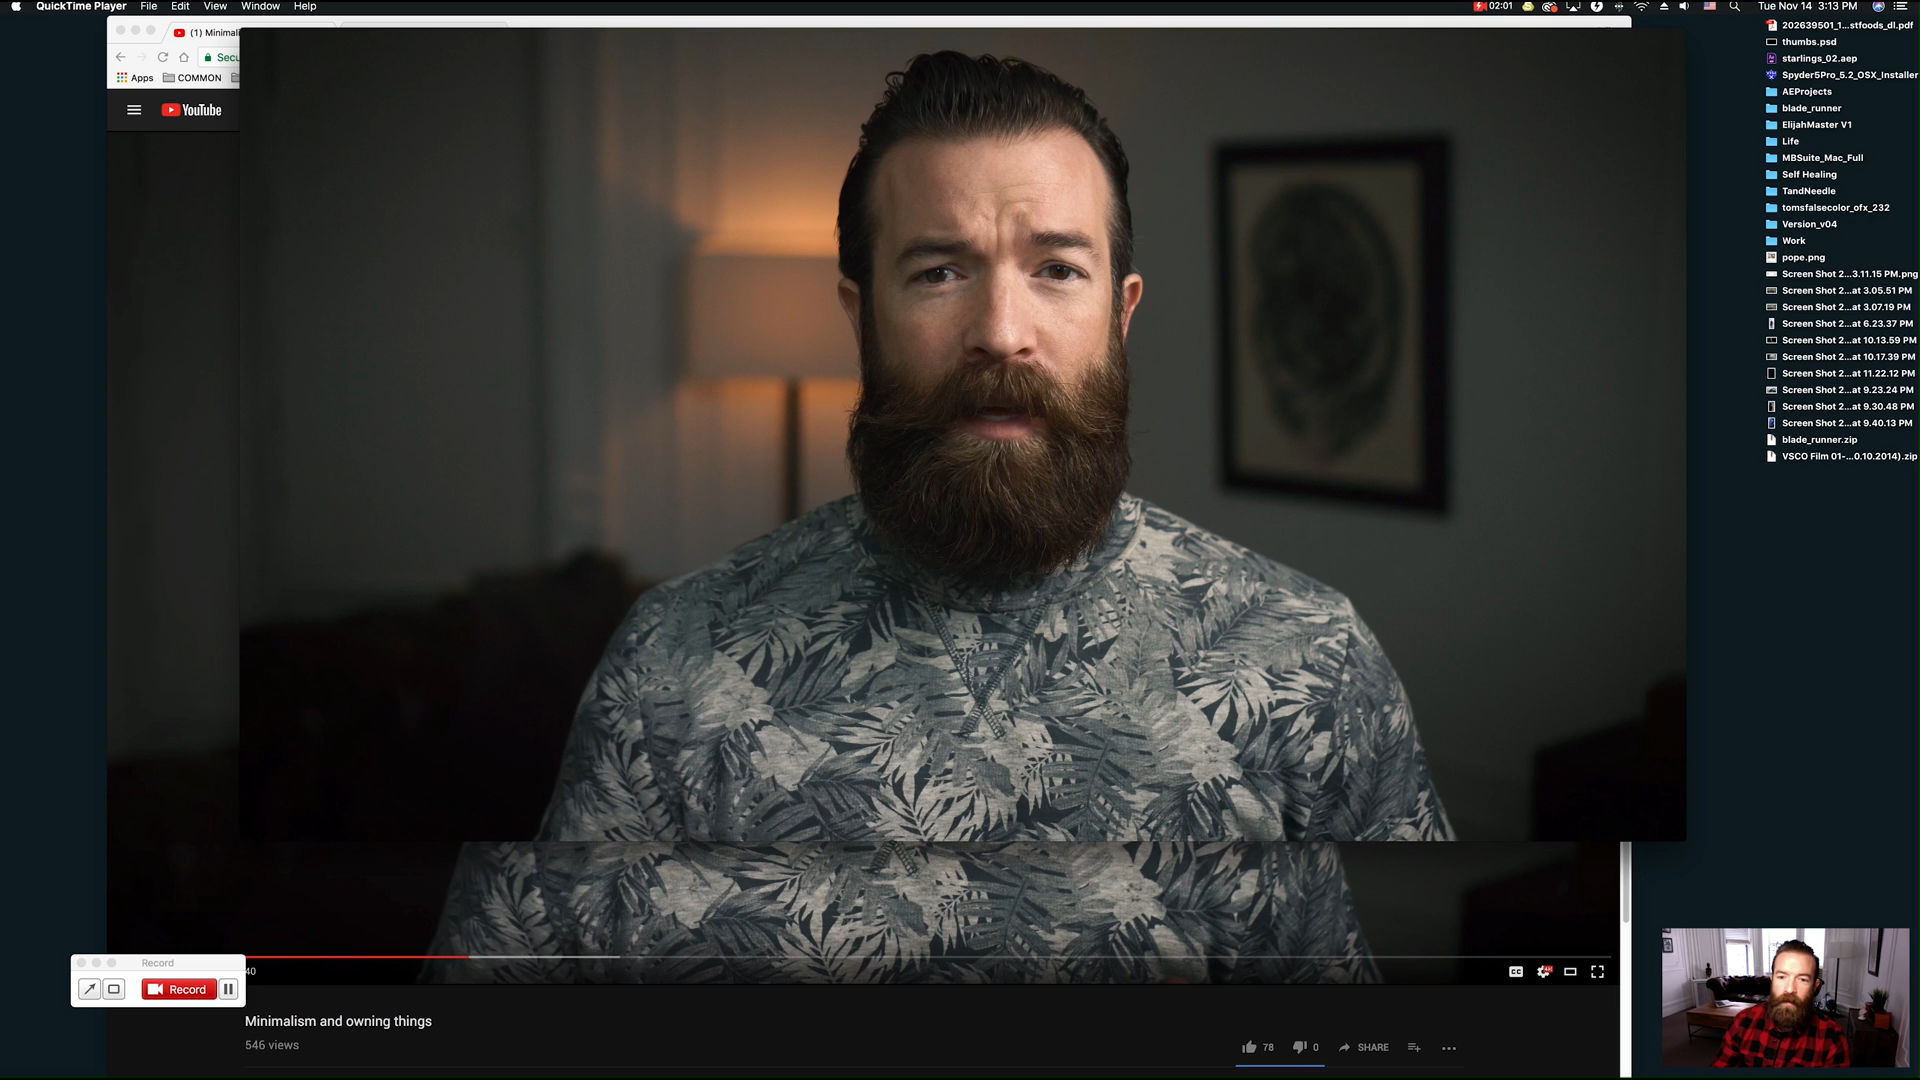 QuickTime Player File Edit View Window Help
02:01
Tue Nov 14 3:13 PM
(1) Minimali
Secu
Apps COMMON
YouTube
202639501_1...stfoods_dl.pdf
thumbs.psd
starlings_02.aep
Spyder5Pro_5.2_OSX_Installer
AEProjects
blade_runner
ElijahMaster V1
Life
MBSuite_Mac_Full
Self Healing
TandNeedle
tomsfalsecolor_ofx_232
Version_v04
Work
pope.png
Screen Shot 2...3.11.15 PM.png
Screen Shot 2...at 3.05.51 PM
Screen Shot 2...at 3.07.19 PM
Screen Shot 2...at 6.23.37 PM
Screen Shot 2...at 10.13.59 PM
Screen Shot 2...at 10.17.39 PM
Screen Shot 2...at 11.22.12 PM
Screen Shot 2...at 9.23.24 PM
Screen Shot 2...at 9.30.48 PM
Screen Shot 2...at 9.40.13 PM
blade_runner.zip
VSCO Film 01-...0.10.2014).zip
Record
40
Record
Minimalism and owning things
546 views
78 0 SHARE